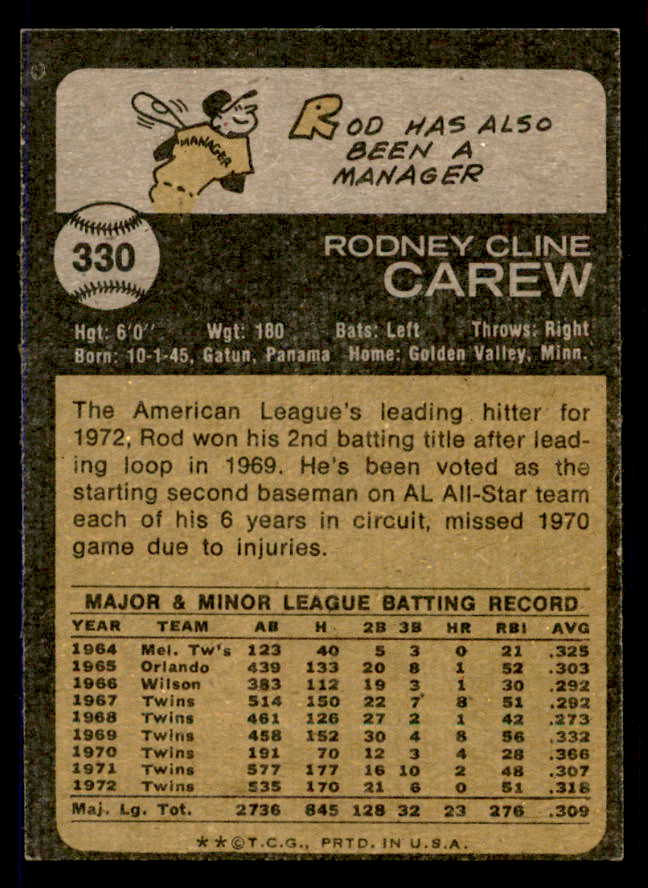 MANAGER
ROD HAS ALSO
BEEN A
MANAGER
330
RODNEY CLINE
CAREW
Hgt: 6'0" Wgt: 180 Bats: Left Throws: Right
Born: 10-1-45, Gatun, Panama Home: Golden Valley, Minn.
The American League's leading hitter for
1972, Rod won his 2nd batting title after lead-
ing loop in 1969. He's been voted as the
starting second baseman on AL All-Star team
each of his 6 years in circuit, missed 1970
game due to injuries.
MAJOR & MINOR LEAGUE BATTING RECORD
YEAR TEAM AB H 2B 3B HR RBI AVG
1964 Mel. Tw's 123 40 5 3 0 21 .325
1965 Orlando 439 133 20 8 1 52 .303
1966 Wilson 383 112 19 3 1 30 .292
1967 Twins 514 150 22 7 8 51 .292
1968 Twins 461 126 27 2 1 42 .273
1969 Twins 458 152 30 4 8 56 .332
1970 Twins 191 70 12 3 4 28 .366
1971 Twins 577 177 16 10 2 48 .307
1972 Twins 535 170 21 6 0 51 .318
Maj. Lg. Tot. 2736 845 128 32 23 276 .309
**©T.C.G., PRTD. IN U.S.A.